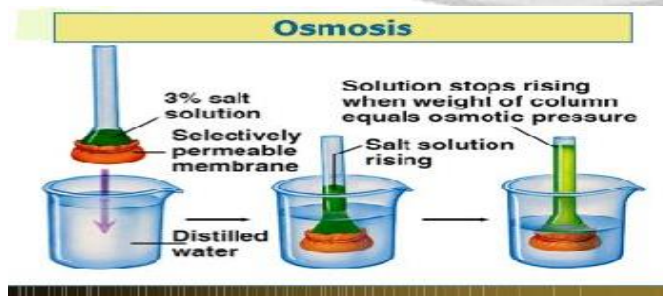 Osmosis
3% salt
solution
Selectively
permeable
membrane
Distilled
water
Salt solution
rising
Solution stops rising
when weight of column
equals osmotic pressure